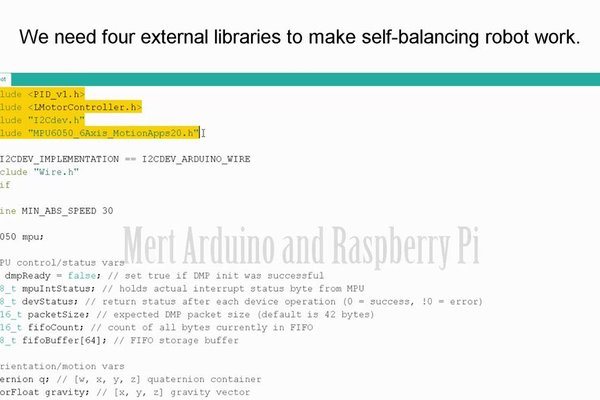 We need four external libraries to make self-balancing robot work.
lude <PID_v1.h>
lude <LMotorController.h>
lude "I2Cdev.h"
lude "MPU6050_6Axis_MotionApps20.h"
I2CDEV_IMPLEMENTATION == I2CDEV_ARDUINO_WIRE
clude "Wire.h"
if
ine MIN_ABS_SPEED 30
050 mpu;
Mert Arduino and Raspberry Pi
PU control/status vars
dmpReady = false; // set true if DMP init was successful
8_t mpuIntStatus; // holds actual interrupt status byte from MPU
8_t devStatus; // return status after each device operation (0 = success, !0 = error)
16_t packetSize; // expected DMP packet size (default is 42 bytes)
16_t fifoCount; // count of all bytes currently in FIFO
8_t fifoBuffer[64]; // FIFO storage buffer
rientation/motion vars
ernion q; // [w, x, y, z] quaternion container
orFloat gravity; // [x, y, z] gravity vector